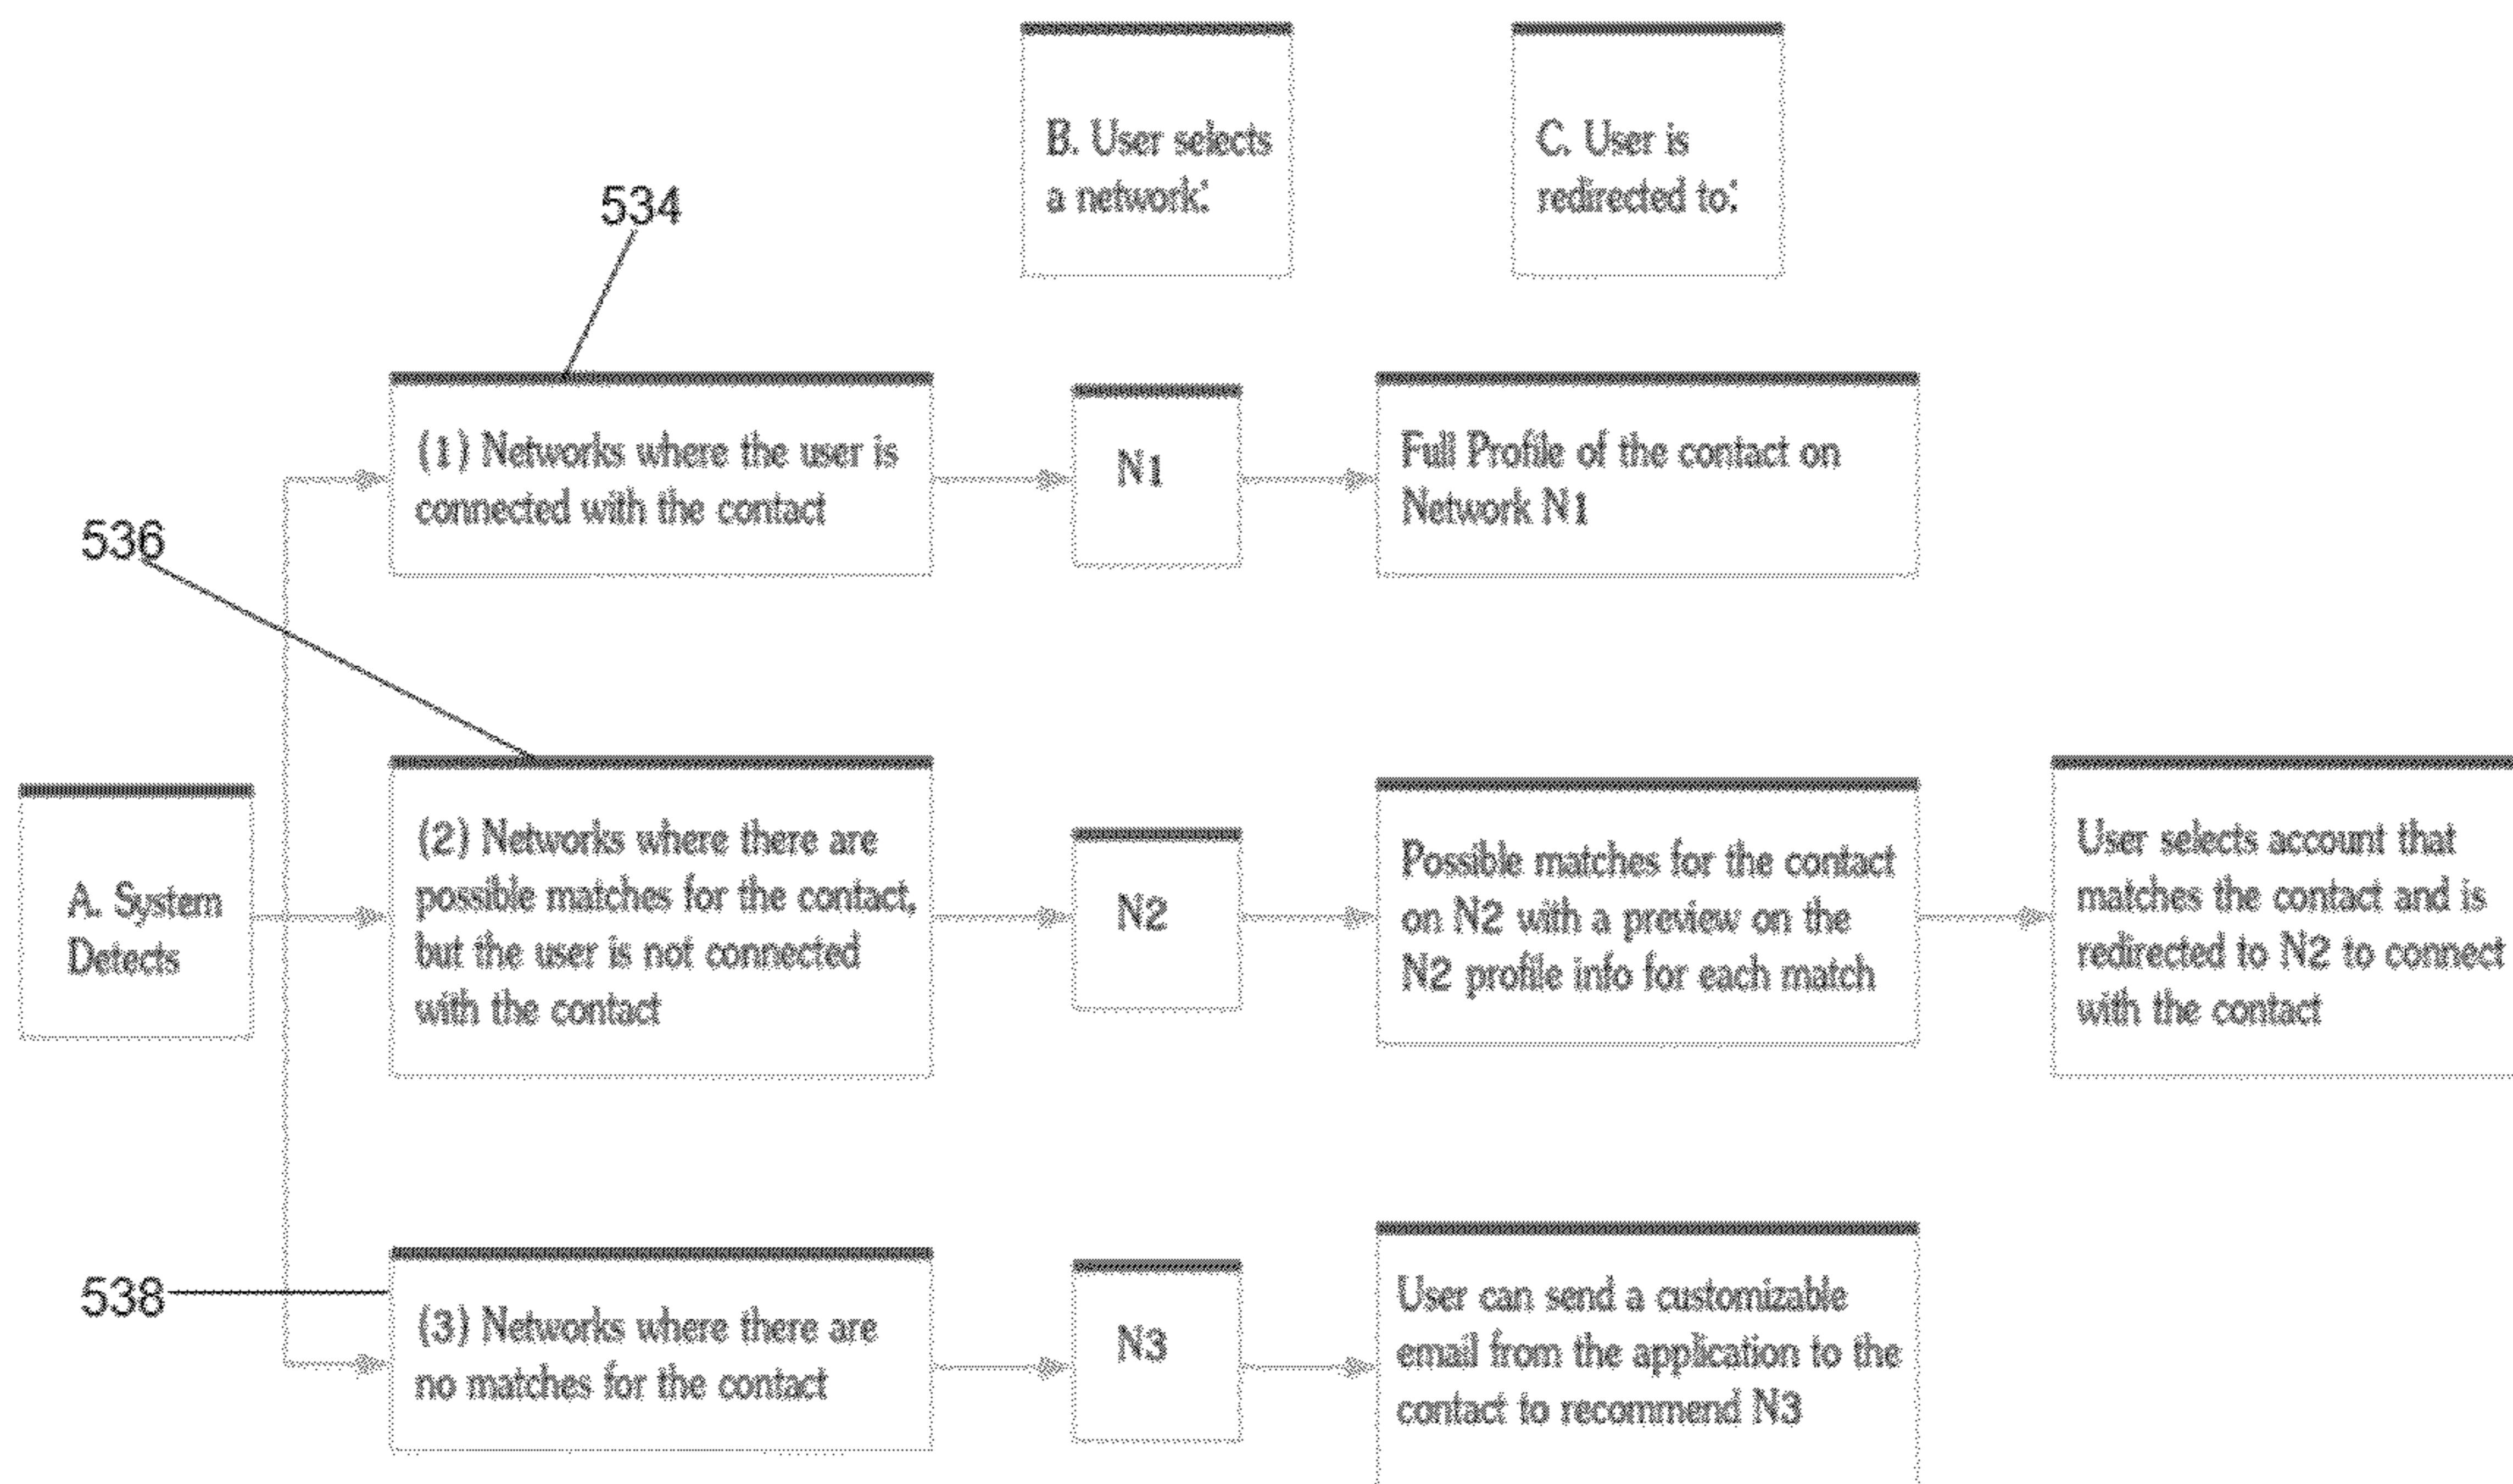 B. User selects
a network:
C. User is
redirected to:
534
(1) Networks where the user is
connected with the contact
N1
Full Profile of the contact on
Network N1
536
A. System
Detects
(2) Networks where there are
possible matches for the contact,
but the user is not connected
with the contact
N2
Possible matches for the contact
on N2 with a preview on the
N2 profile info for each match
User selects account that
matches the contact and is
redirected to N2 to connect
with the contact
538
(3) Networks where there are
no matches for the contact
N3
User can send a customizable
email from the application to the
contact to recommend N3